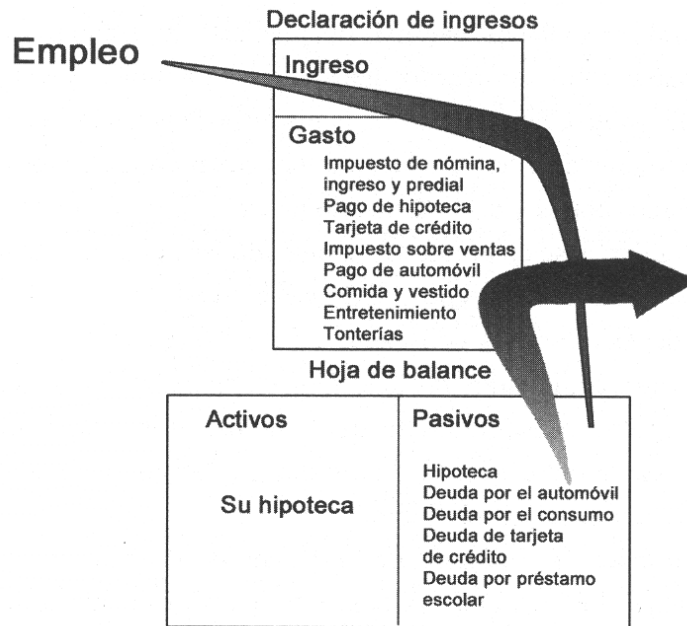 Declaración de ingresos
Empleo
Ingreso
Gasto
Impuesto de nómina,
ingreso y predial
Pago de hipoteca
Tarjeta de crédito
Impuesto sobre ventas
Pago de automóvil
Comida y vestido
Entretenimiento
Tonterías
Hoja de balance
Activos
Su hipoteca
Pasivos
Hipoteca
Deuda por el automóvil
Deuda por el consumo
Deuda de tarjeta
de crédito
Deuda por préstamo
escolar